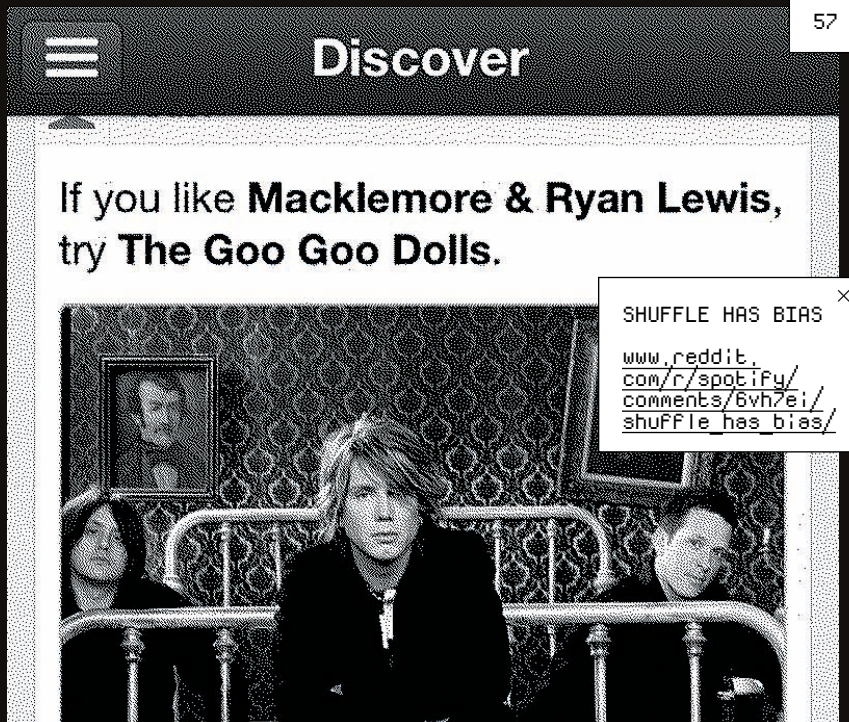 57
Discover
If you like Macklemore & Ryan Lewis,
try The Goo Goo Dolls.
SHUFFLE HAS BIAS
www.reddit.
com/r/spotify/
comments/6vh7ei/
shuffle_has_bias/